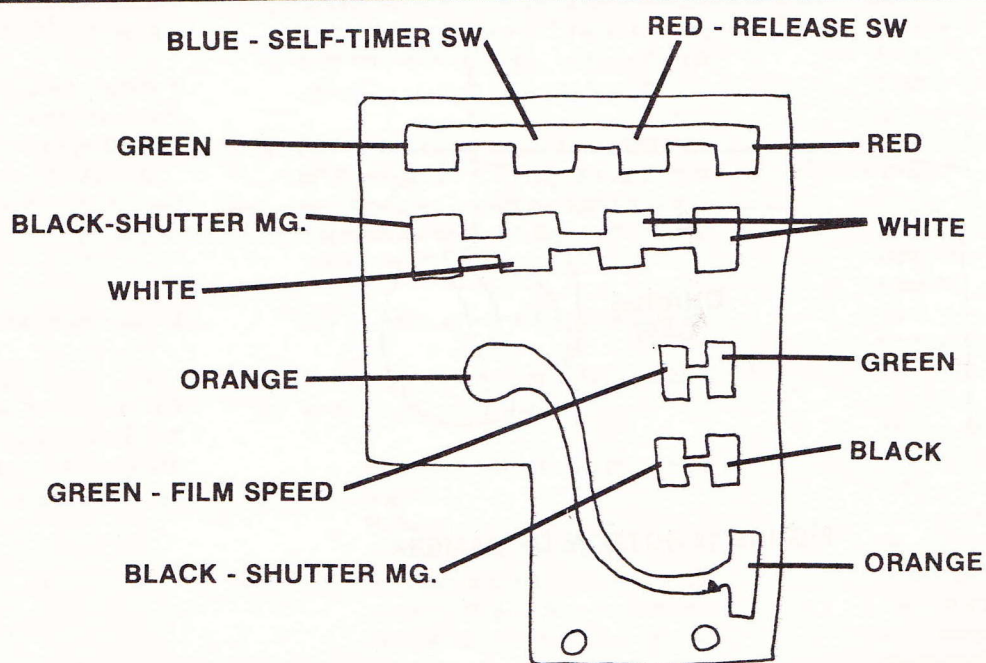 BLUE - SELF-TIMER SW
RED - RELEASE SW
GREEN
RED
BLACK-SHUTTER MG.
WHITE
WHITE
ORANGE
GREEN
GREEN - FILM SPEED
BLACK
BLACK - SHUTTER MG.
ORANGE